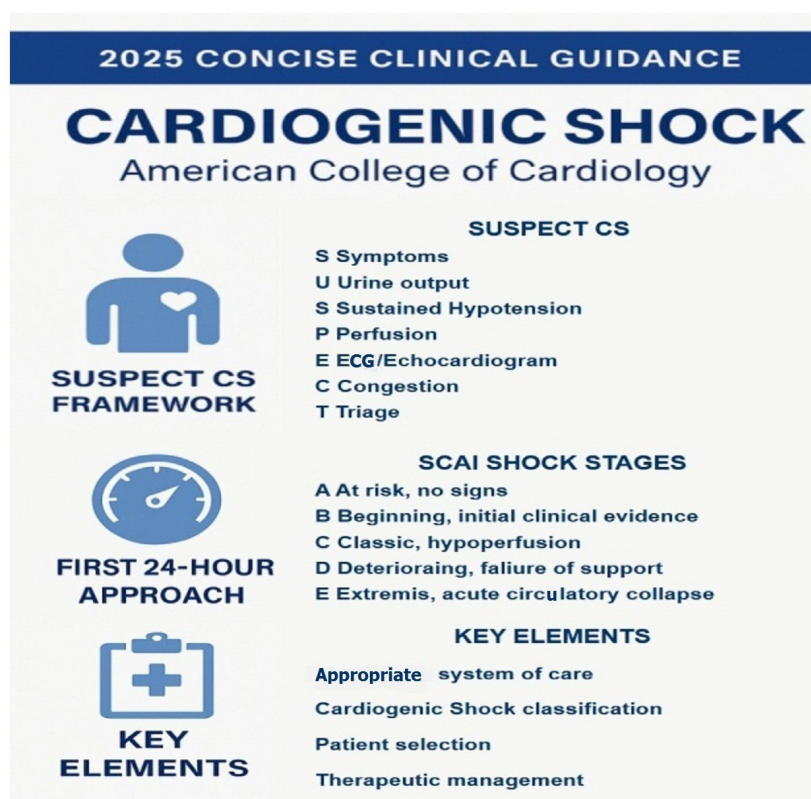 2025 CONCISE CLINICAL GUIDANCE
CARDIOGENIC SHOCK
American College of Cardiology
SUSPECT CS
FRAMEWORK
SUSPECT CS
S Symptoms
U Urine output
S Sustained Hypotension
P Perfusion
E ECG/Echocardiogram
C Congestion
T Triage
FIRST 24-HOUR
APPROACH
SCAI SHOCK STAGES
A At risk, no signs
B Beginning, initial clinical evidence
C Classic, hypoperfusion
D Deterioraing, faliure of support
E Extremis, acute circulatory collapse
KEY
ELEMENTS
KEY ELEMENTS
Appropriate system of care
Cardiogenic Shock classification
Patient selection
Therapeutic management